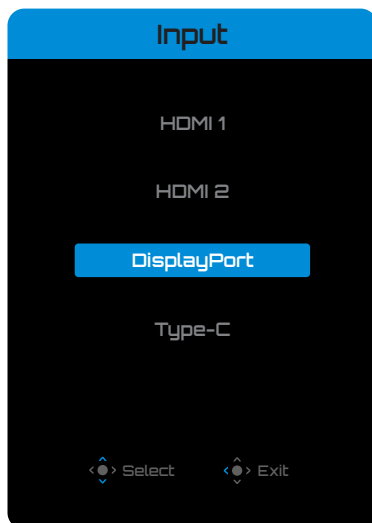 Input
HDMI 1
HDMI 2
DisplayPort
Type-C
Select Exit